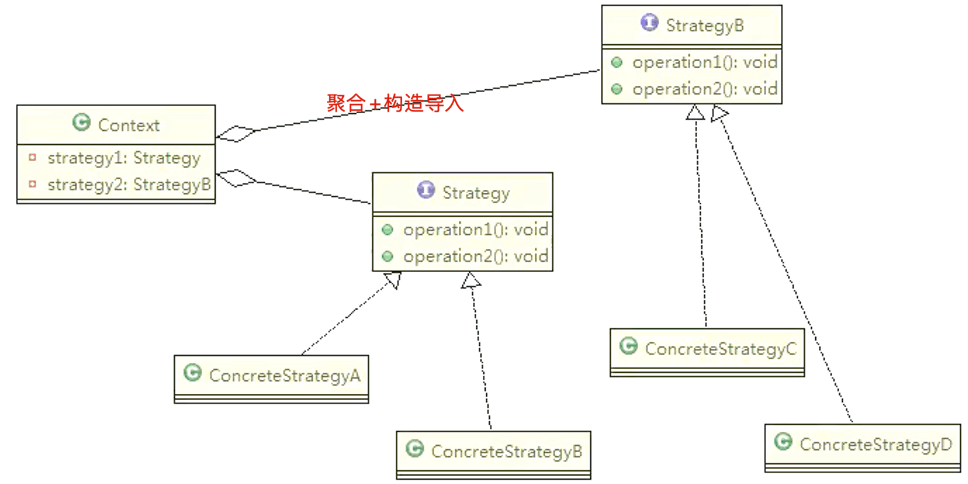 StrategyB
operation1(): void
operation2(): void
聚合+构造导入
Context
strategy1: Strategy
strategy2: StrategyB
Strategy
operation1(): void
operation2(): void
ConcreteStrategyC
ConcreteStrategyA
ConcreteStrategyB
ConcreteStrategyD